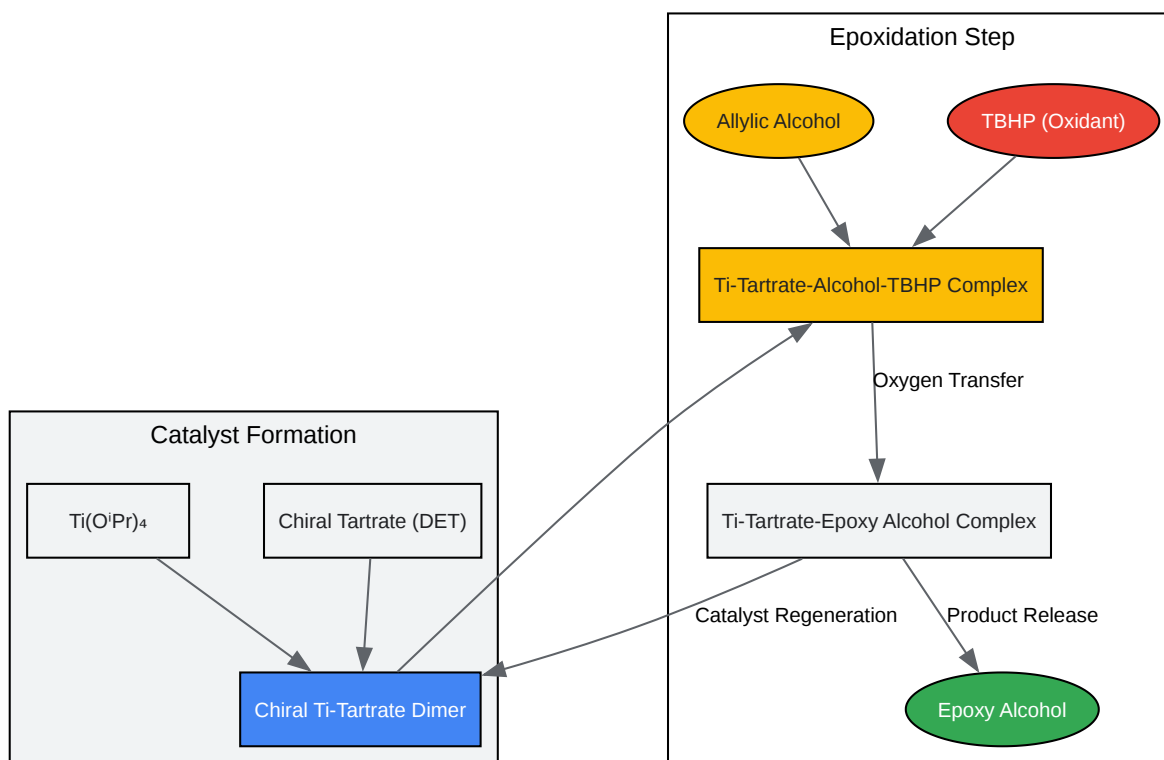 Epoxidation Step
Allylic Alcohol
TBHP (Oxidant)
Ti-Tartrate-Alcohol-TBHP Complex
Oxygen Transfer
Catalyst Formation
Ti(OⁱPr)₄
Chiral Tartrate (DET)
Ti-Tartrate-Epoxy Alcohol Complex
Catalyst Regeneration
Product Release
Chiral Ti-Tartrate Dimer
Epoxy Alcohol